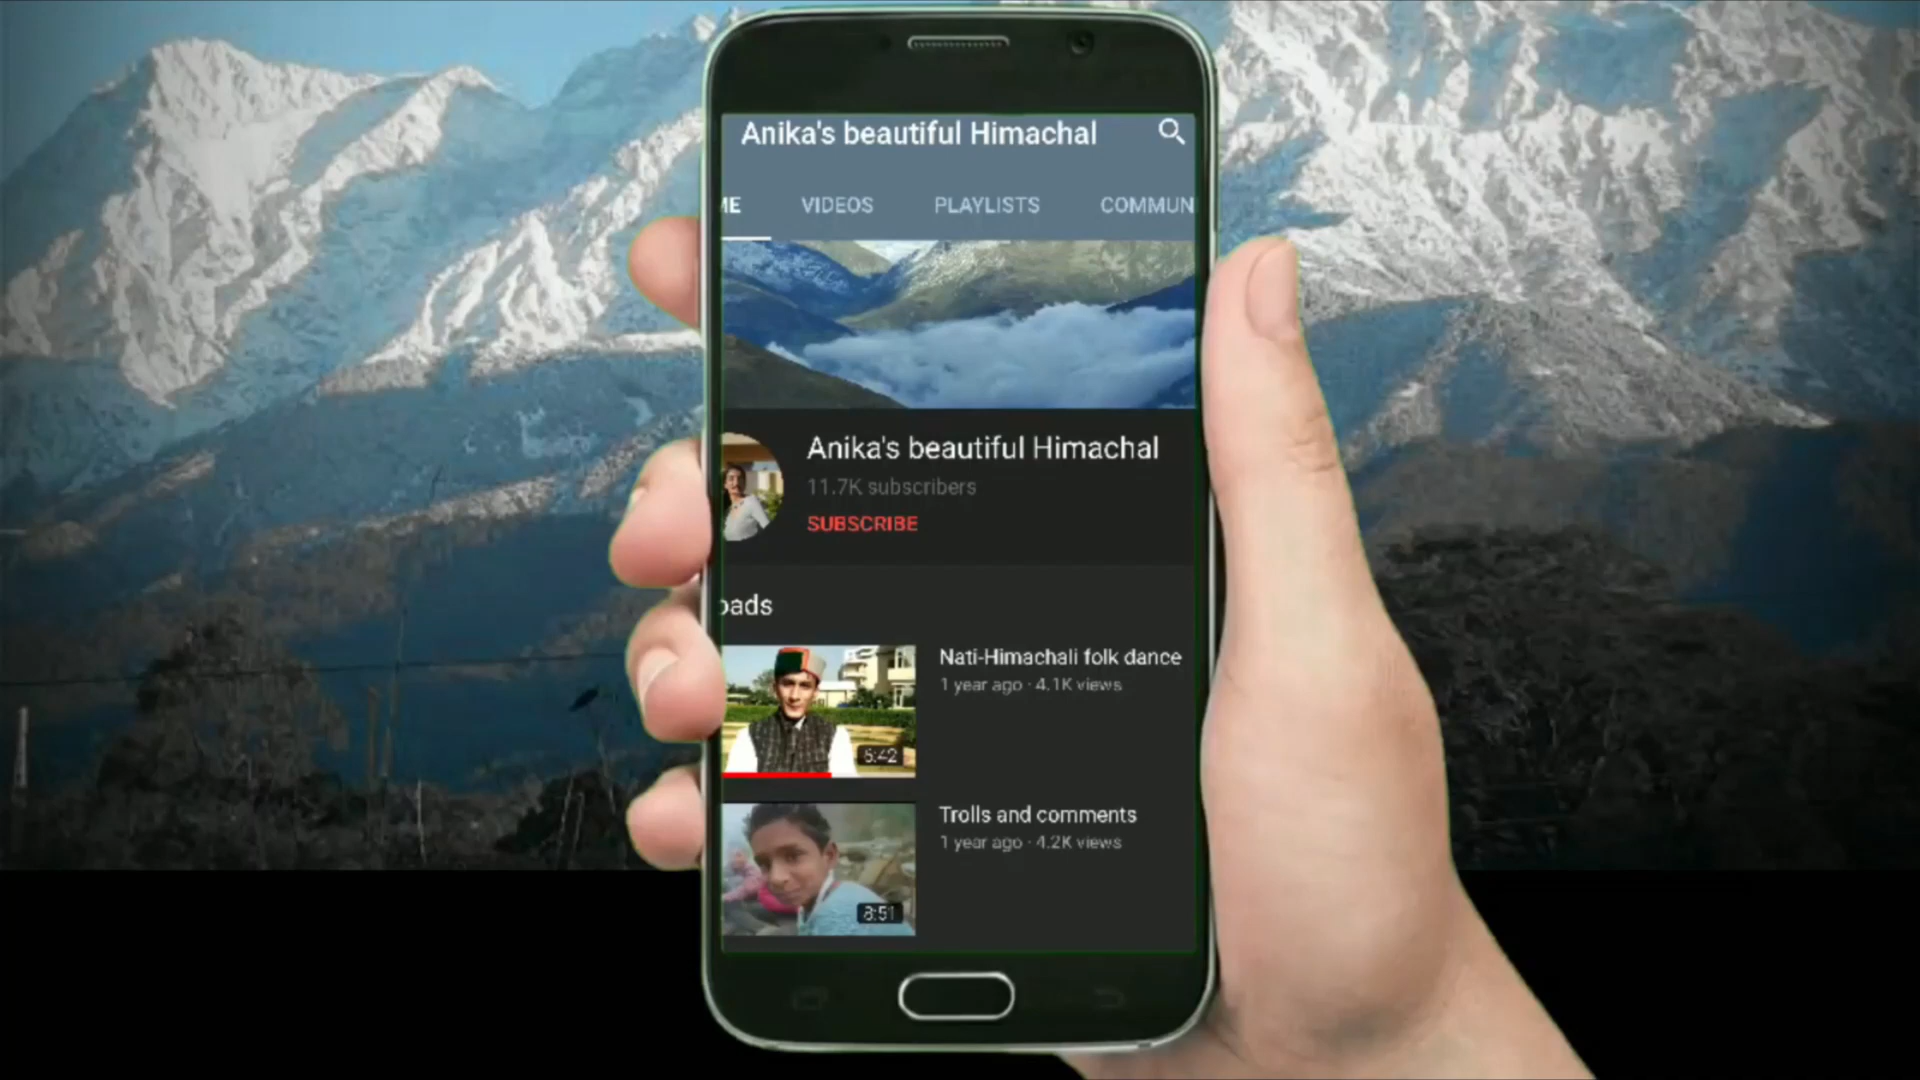 Anika's beautiful Himachal
ME VIDEOS PLAYLISTS COMMUN
Anika's beautiful Himachal
11.7K subscribers
SUBSCRIBE
oads
Nati-Himachali folk dance
1 year ago · 4.1K views
6:42
Trolls and comments
1 year ago · 4.2K views
8:51